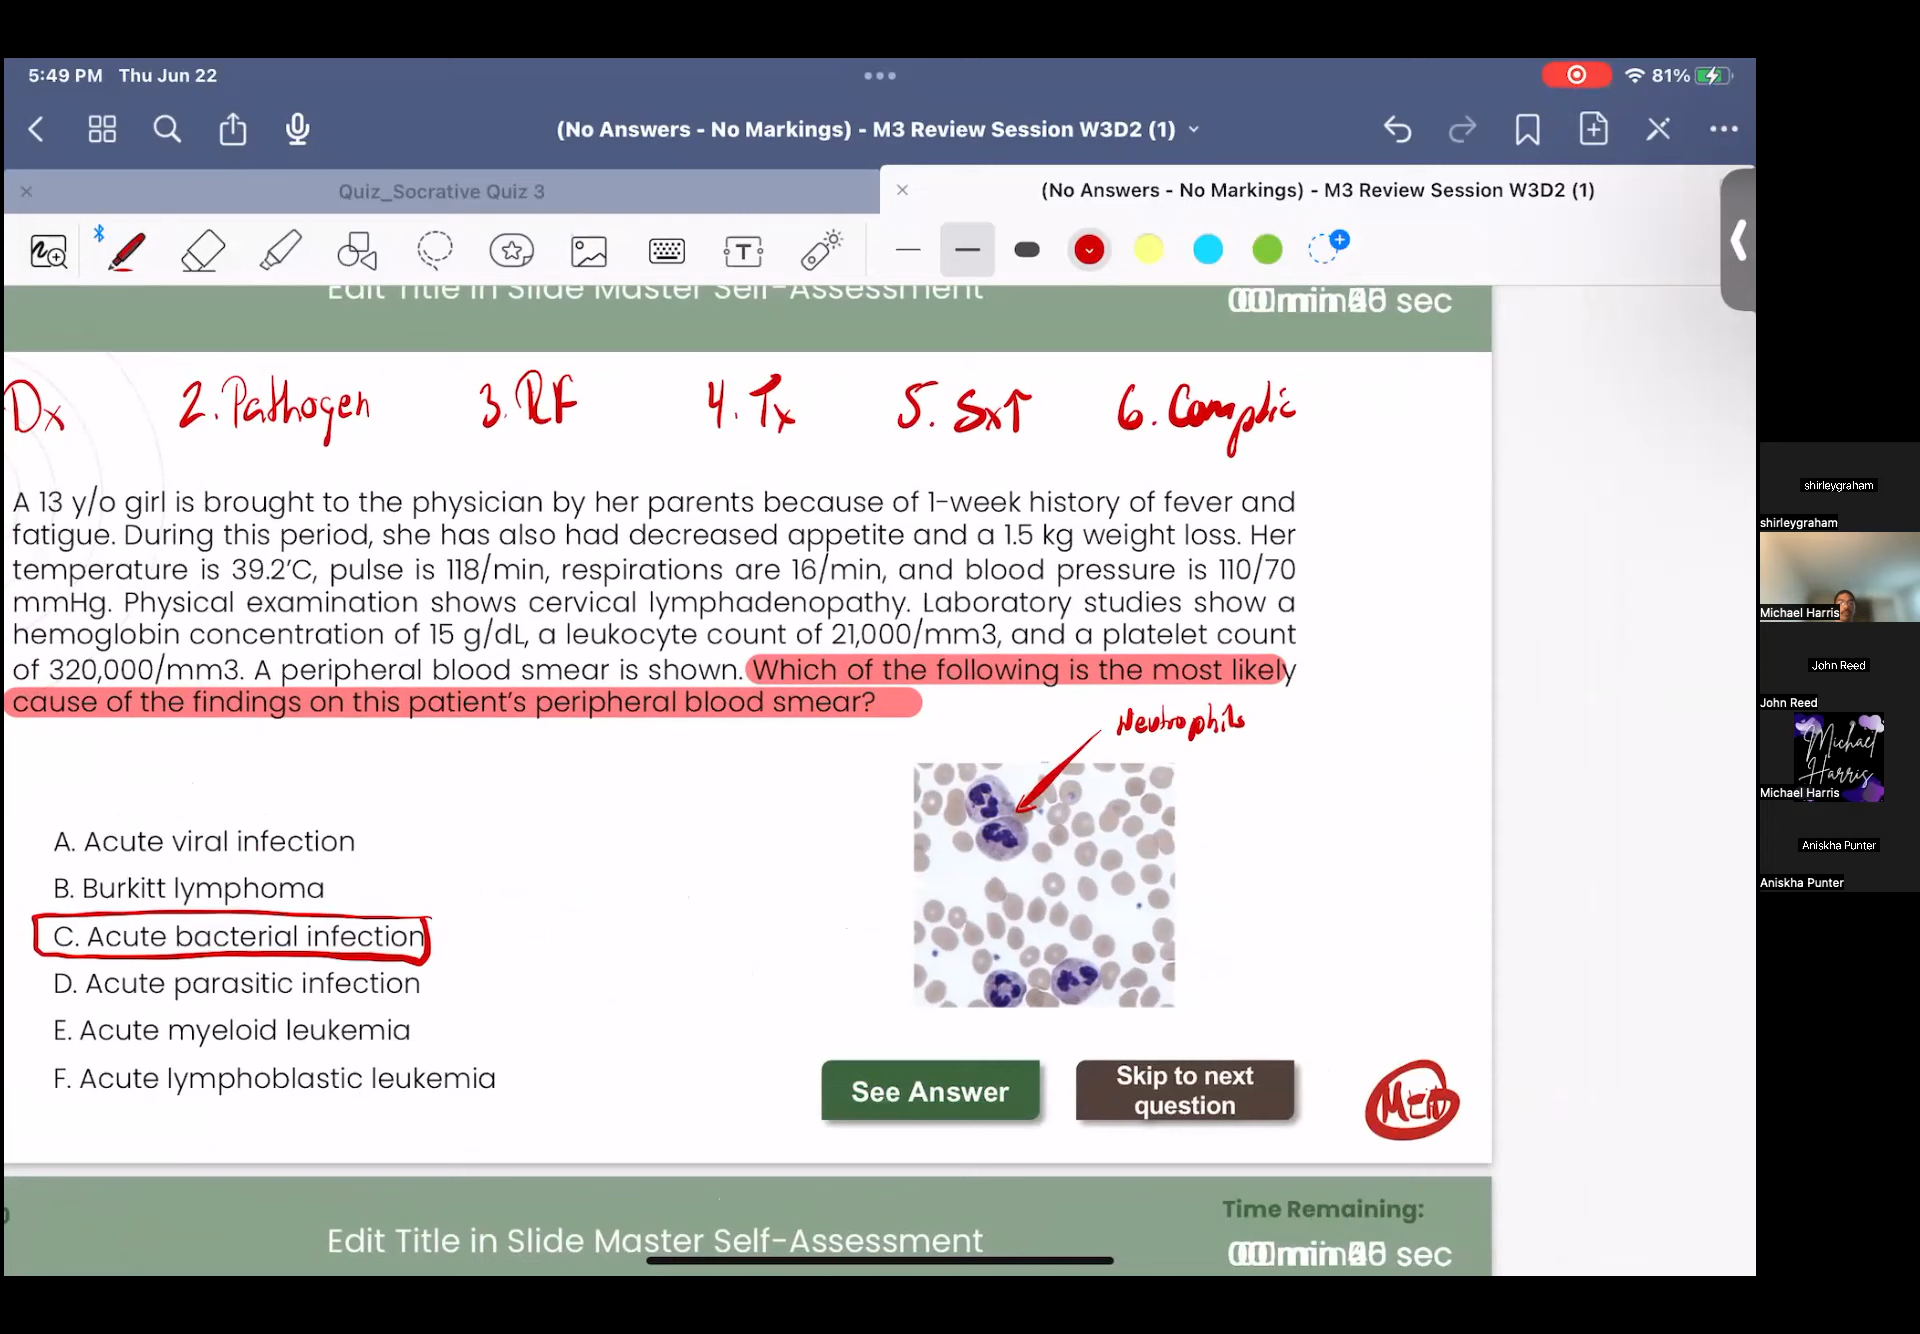 5:49 PM Thu Jun 22
81%
(No Answers - No Markings) - M3 Review Session W3D2 (1)
Quiz_Socrative Quiz 3
(No Answers - No Markings) - M3 Review Session W3D2 (1)
T
Edit Title in Slide Master Self-Assessment
sec
Dx 2. Pathogen 3. RF 4. Tx 5. Sx↑ 6. Complic
A 13 y/o girl is brought to the physician by her parents because of 1-week history of fever and
fatigue. During this period, she has also had decreased appetite and a 1.5 kg weight loss. Her
temperature is 39.2'C, pulse is 118/min, respirations are 16/min, and blood pressure is 110/70
mmHg. Physical examination shows cervical lymphadenopathy. Laboratory studies show a
hemoglobin concentration of 15 g/dL, a leukocyte count of 21,000/mm3, and a platelet count
of 320,000/mm3. A peripheral blood smear is shown. Which of the following is the most likely
cause of the findings on this patient's peripheral blood smear?
Neutrophils
A. Acute viral infection
B. Burkitt lymphoma
C. Acute bacterial infection
D. Acute parasitic infection
E. Acute myeloid leukemia
F. Acute lymphoblastic leukemia
See Answer
Skip to next
question
Time Remaining:
Edit Title in Slide Master Self-Assessment
sec
shirleygraham
shirleygraham
Michael Harris
John Reed
John Reed
Michael
Harris
Michael Harris
Aniskha Punter
Aniskha Punter